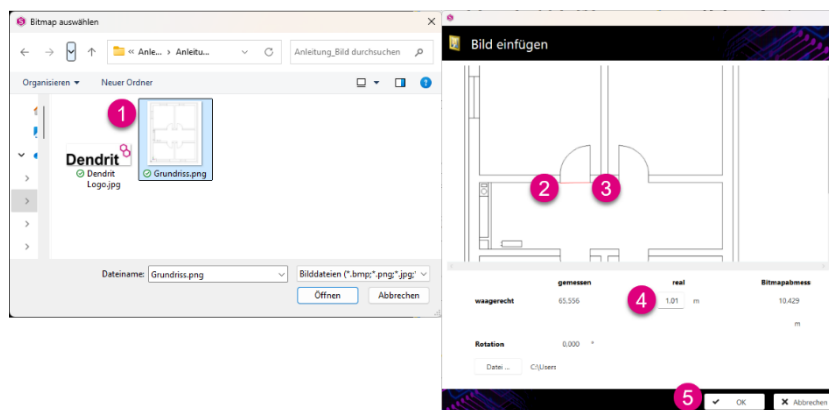 Bitmap auswählen
« Anle... › Anleitu...
Anleitung_Bild durchsuchen
Organisieren
Neuer Ordner
1
Dendrit
Dendrit
Logo.jpg
Grundriss.png
Dateiname:
Grundriss.png
Bilddateien (*.bmp;*.png;*.jpg;*
Öffnen
Abbrechen
Bild einfügen
2
3
gemessen
real
Bitmapabmess
waagerecht
65.556
4
1.01
m
10.429
m
Rotation
0.000
°
Datei ...
C:\Users
5
OK
Abbrechen